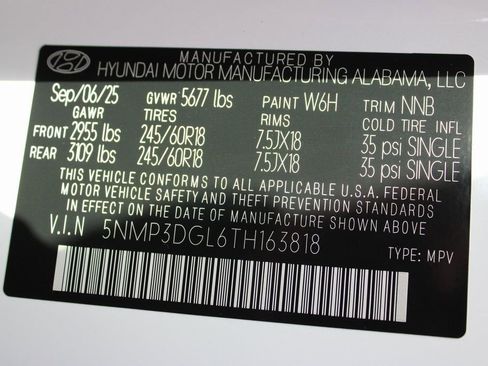 MANUFACTURED BY
HYUNDAI MOTOR MANUFACTURING ALABAMA, LLC
Sep/06/25 GVWR 5677 lbs PAINT W6H TRIM NNB
GAWR TIRES RIMS COLD TIRE INFL
FRONT 2955 lbs 245/60R18 7.5JX18 35 psi SINGLE
REAR 3109 lbs 245/60R18 7.5JX18 35 psi SINGLE
THIS VEHICLE CONFORMS TO ALL APPLICABLE U.S.A. FEDERAL
MOTOR VEHICLE SAFETY AND THEFT PREVENTION STANDARDS
IN EFFECT ON THE DATE OF MANUFACTURE SHOWN ABOVE
V.I.N 5NMP3DGL6TH163818
TYPE: MPV